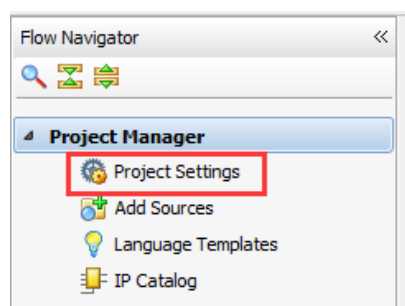 Flow Navigator
Project Manager
Project Settings
Add Sources
Language Templates
IP Catalog